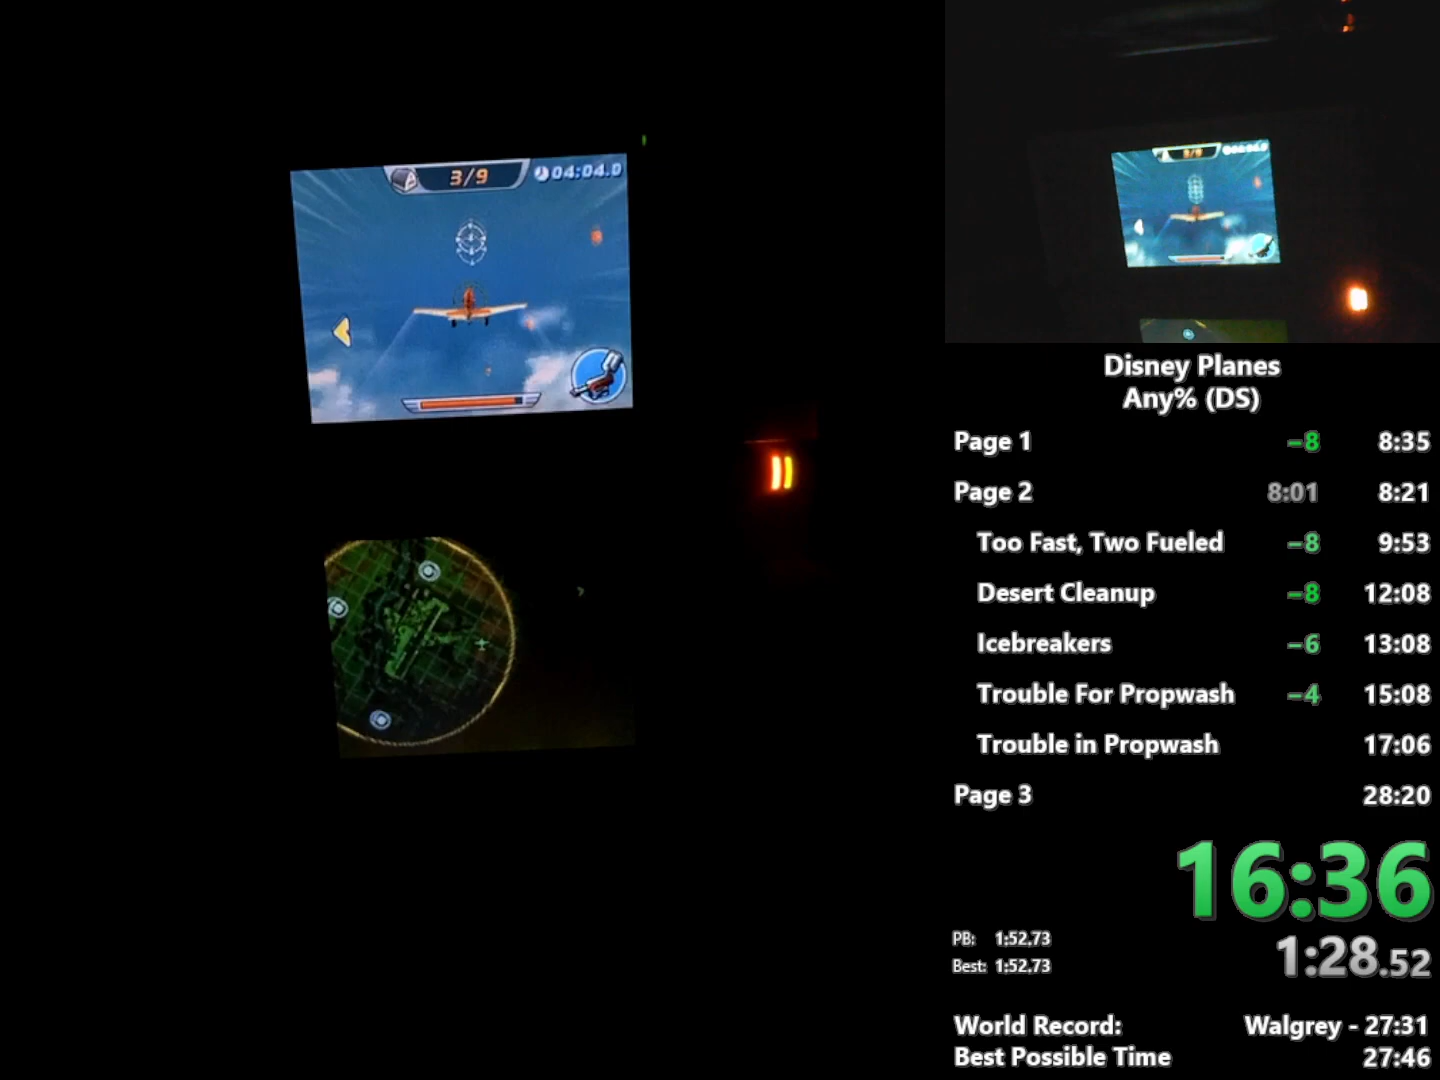 3/9
04:04.0
3/9
Disney Planes
Any% (DS)
Page 1 -8 8:35
Page 2 8:01 8:21
Too Fast, Two Fueled -8 9:53
Desert Cleanup -8 12:08
Icebreakers -6 13:08
Trouble For Propwash -4 15:08
Trouble in Propwash 17:06
Page 3 28:20
16:36
PB: 1:52.73
1:28.52
Best: 1:52.73
World Record: Walgrey - 27:31
Best Possible Time 27:46